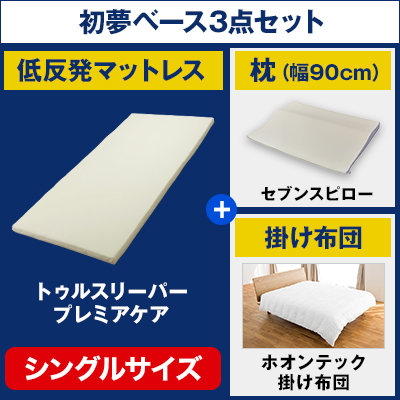 初夢ベース3点セット
低反発マットレス
トゥルスリーパー
プレミアケア
シングルサイズ
+
枕（幅90cm）
セブンスピロー
掛け布団
ホオンテック
掛け布団